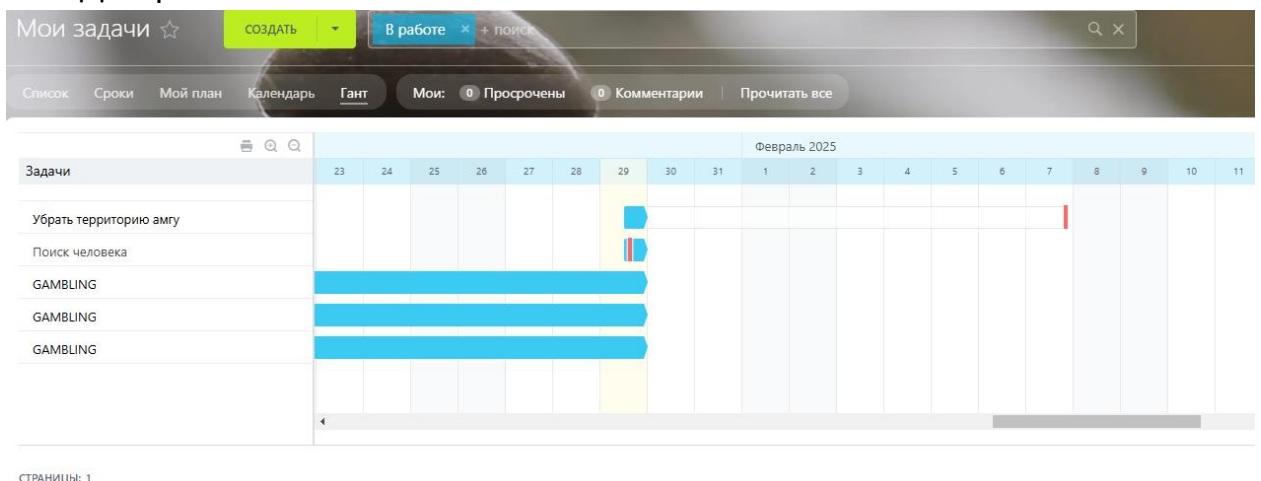 Мои задачи СОЗДАТЬ В работе × + поиск
Список Сроки Мой план Календарь Гант Мои: 0 Просрочены 0 Комментарии Прочитать все
Февраль 2025
Задачи 23 24 25 26 27 28 29 30 31 1 2 3 4 5 6 7 8 9 10 11
Убрать территорию амгу
Поиск человека
GAMBLING
GAMBLING
GAMBLING
СТРАНИЦЫ: 1